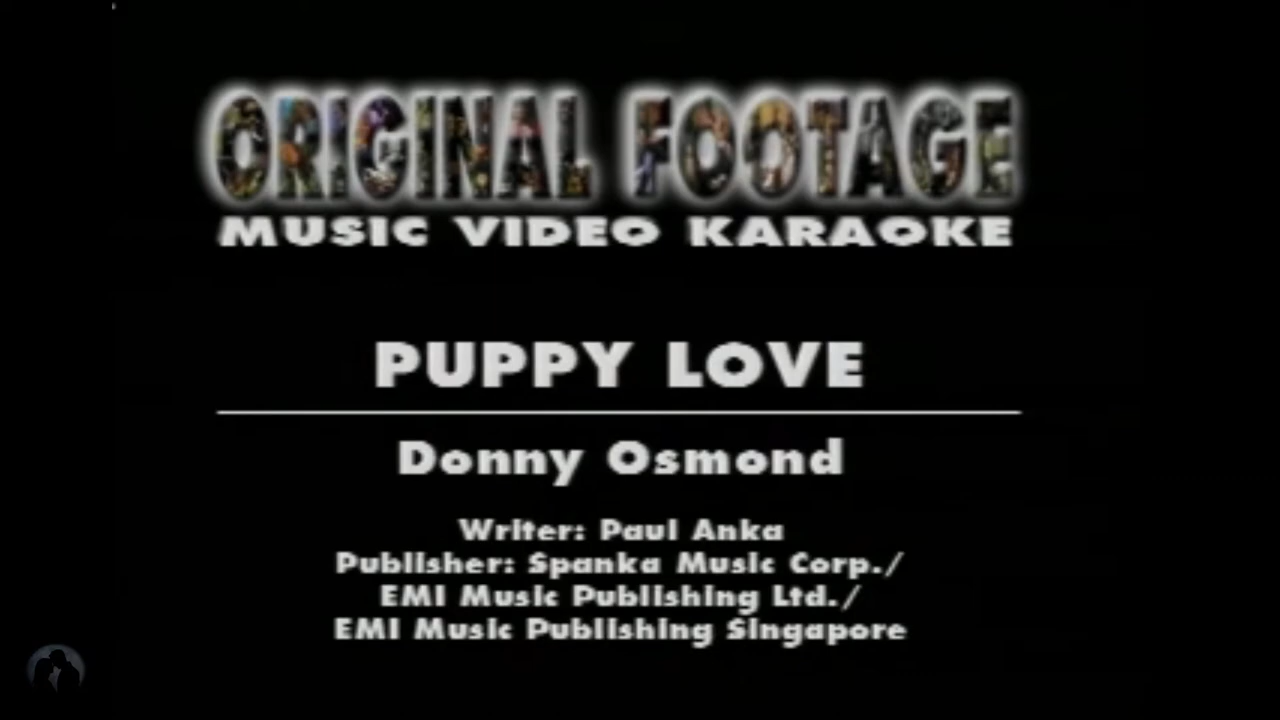 ORIGINAL FOOTAGE
MUSIC VIDEO KARAOKE
PUPPY LOVE
Donny Osmond
Writer: Paul Anka
Publisher: Spanka Music Corp./
EMI Music Publishing Ltd./
EMI Music Publishing Singapore